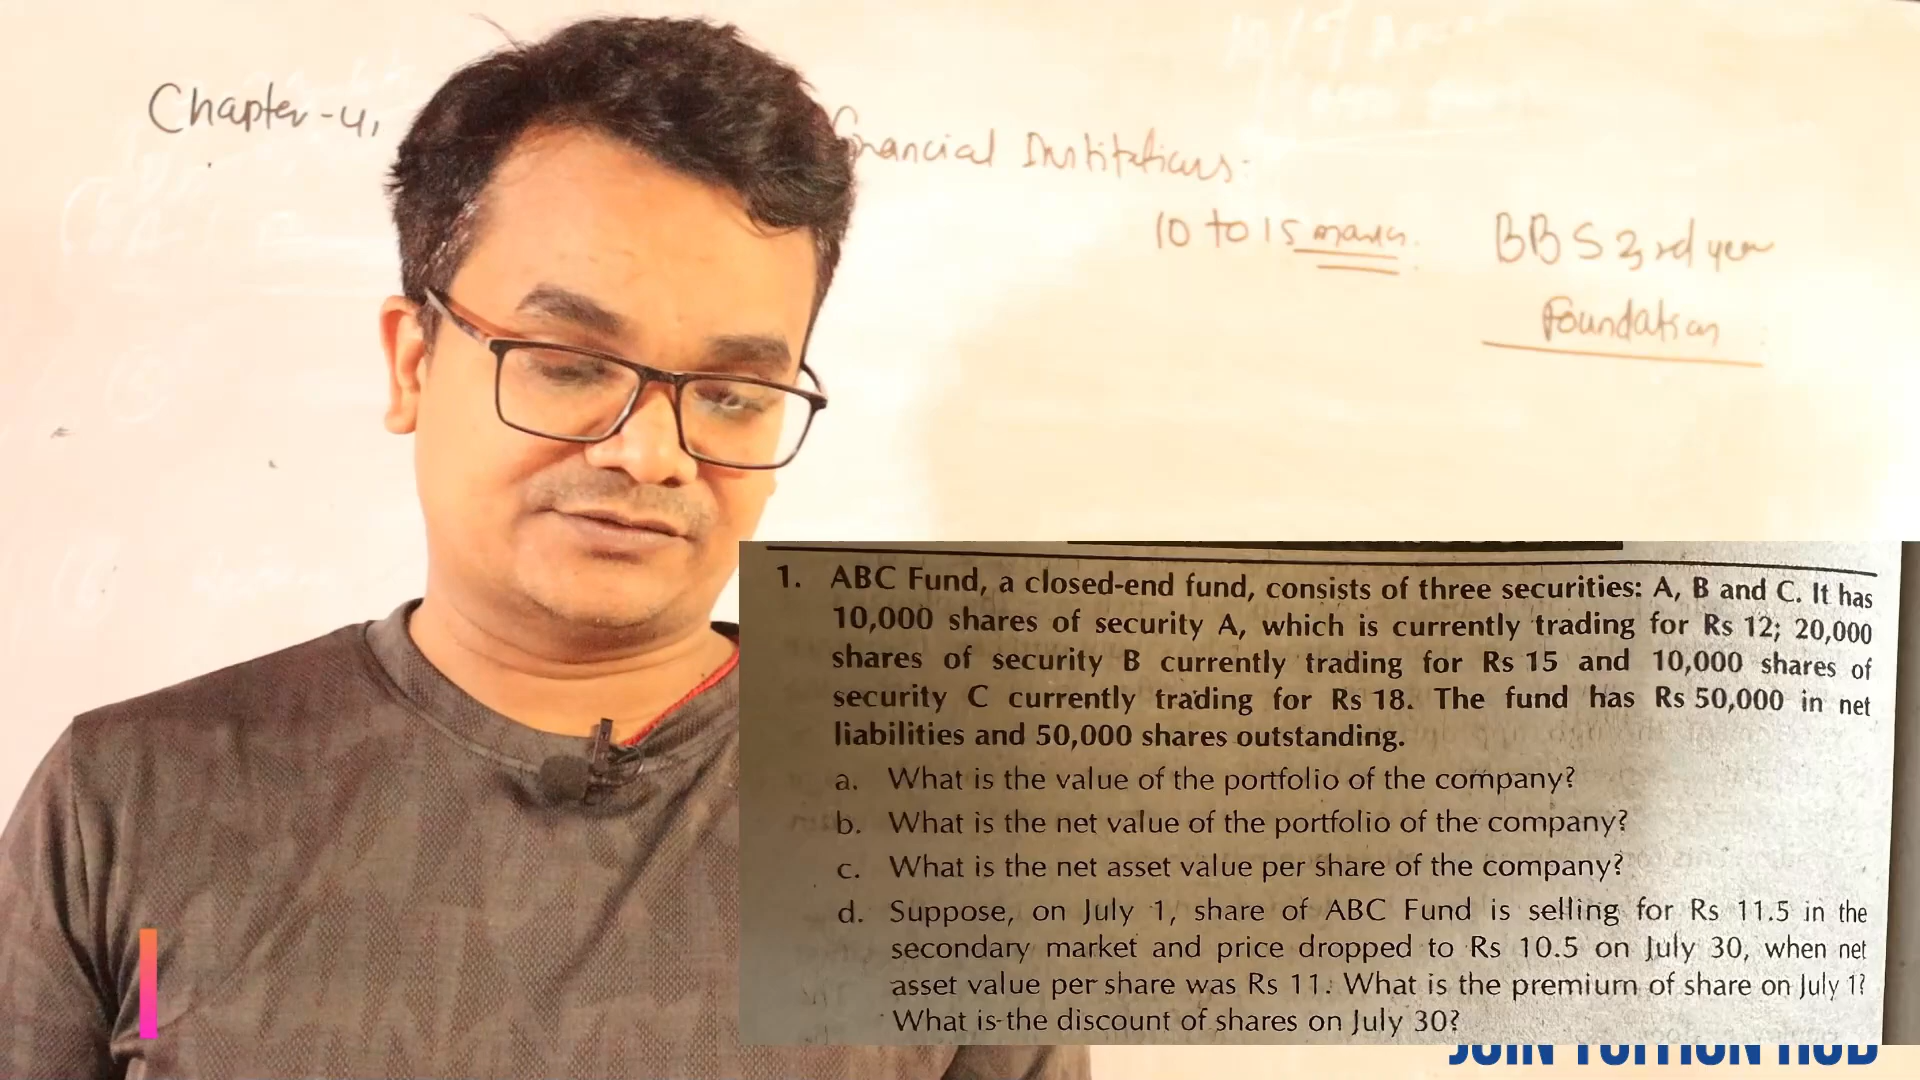 Chapter-4,
financial Institutions:
10 to 15 marks.
BBS 3rd year
Foundation
1. ABC Fund, a closed-end fund, consists of three securities: A, B and C. It has
10,000 shares of security A, which is currently trading for Rs 12; 20,000
shares of security B currently trading for Rs 15 and 10,000 shares of
security C currently trading for Rs 18. The fund has Rs 50,000 in net
liabilities and 50,000 shares outstanding.
a. What is the value of the portfolio of the company?
b. What is the net value of the portfolio of the company?
c. What is the net asset value per share of the company?
d. Suppose, on July 1, share of ABC Fund is selling for Rs 11.5 in the
secondary market and price dropped to Rs 10.5 on July 30, when net
asset value per share was Rs 11. What is the premium of share on July 1?
What is the discount of shares on July 30?
JOIN TUITION HUB